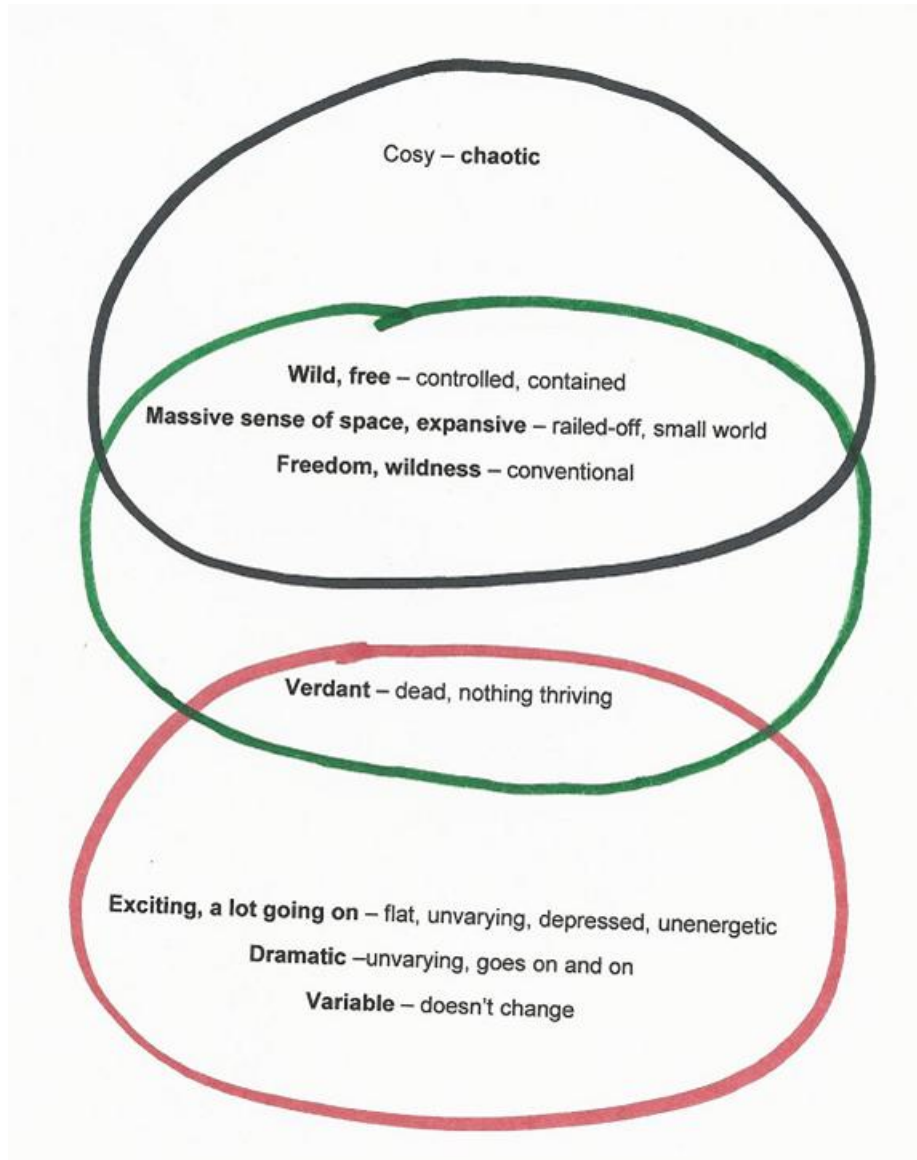 Cosy – chaotic
Wild, free – controlled, contained
Massive sense of space, expansive – railed-off, small world
Freedom, wildness – conventional
Verdant – dead, nothing thriving
Exciting, a lot going on – flat, unvarying, depressed, unenergetic
Dramatic –unvarying, goes on and on
Variable – doesn't change